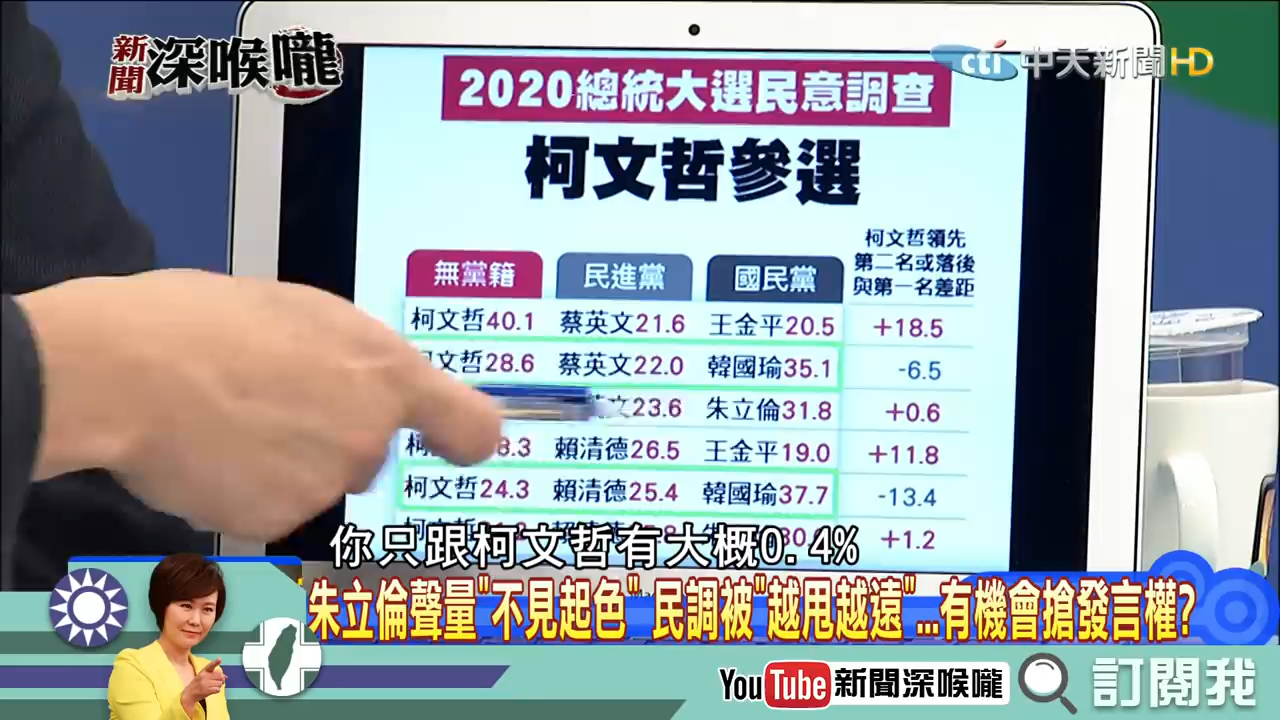 新聞深喉嚨
cti 中天新聞HD
2020總統大選民意調查
柯文哲參選
柯文哲領先
第二名或落後
與第一名差距
無黨籍 民進黨 國民黨
柯文哲40.1 蔡英文21.6 王金平20.5 +18.5
文哲28.6 蔡英文22.0 韓國瑜35.1 -6.5
文23.6 朱立倫31.8 +0.6
柯 8.3 賴清德26.5 王金平19.0 +11.8
柯文哲24.3 賴清德25.4 韓國瑜37.7 -13.4
+1.2
你只跟柯文哲有大概0.4%
朱立倫聲量"不見起色" 民調被"越甩越遠"...有機會搶發言權?
YouTube 新聞深喉嚨 訂閱我